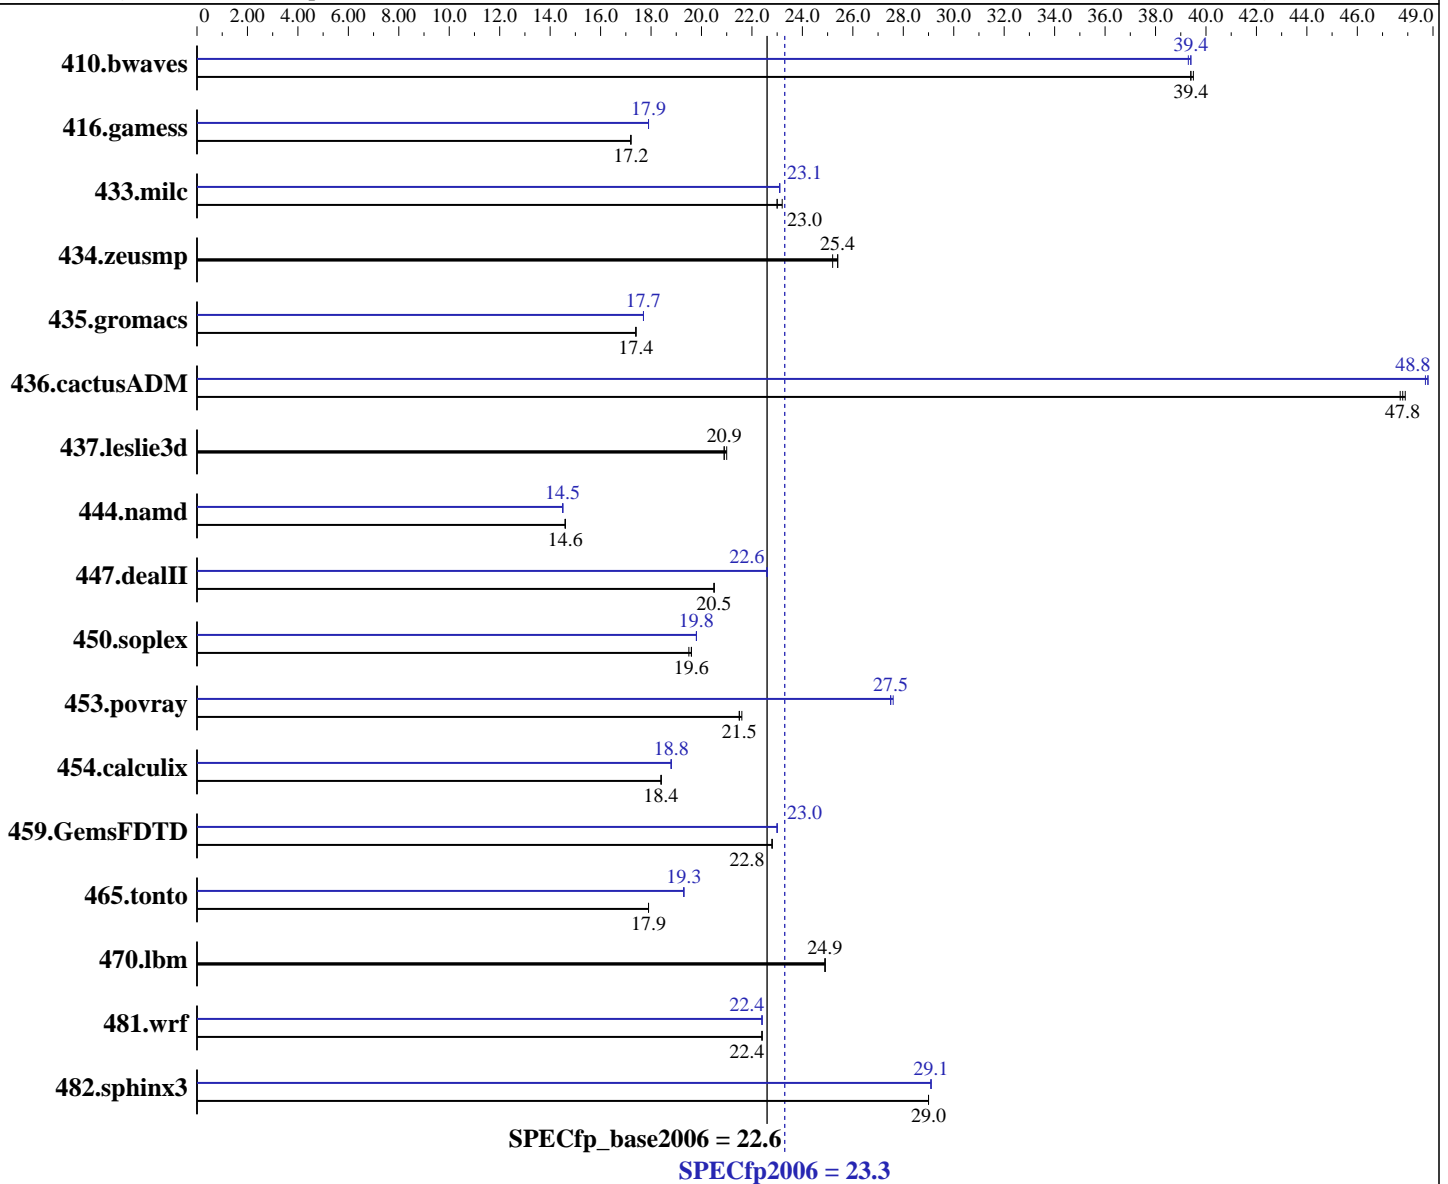 0 2.00 4.00 6.00 8.00 10.0 12.0 14.0 16.0 18.0 20.0 22.0 24.0 26.0 28.0 30.0 32.0 34.0 36.0 38.0 40.0 42.0 44.0 46.0 49.0
39.4
410.bwaves
39.4
17.9
416.gamess
17.2
23.1
433.milc
23.0
25.4
434.zeusmp
17.7
435.gromacs
17.4
48.8
436.cactusADM
47.8
20.9
437.leslie3d
14.5
444.namd
14.6
22.6
447.dealII
20.5
19.8
450.soplex
19.6
27.5
453.povray
21.5
18.8
454.calculix
18.4
23.0
459.GemsFDTD
22.8
19.3
465.tonto
17.9
24.9
470.lbm
22.4
481.wrf
22.4
29.1
482.sphinx3
29.0
SPECfp_base2006 = 22.6
SPECfp2006 = 23.3